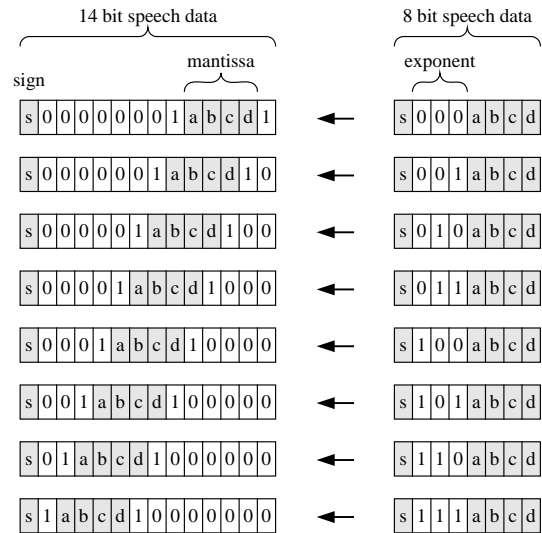 14 bit speech data 8 bit speech data
mantissa exponent
sign
s 0 0 0 0 0 0 0 1 a b c d 1 s 0 0 0 a b c d
s 0 0 0 0 0 0 1 a b c d 1 0 s 0 0 1 a b c d
s 0 0 0 0 0 1 a b c d 1 0 0 s 0 1 0 a b c d
s 0 0 0 0 1 a b c d 1 0 0 0 s 0 1 1 a b c d
s 0 0 0 1 a b c d 1 0 0 0 0 s 1 0 0 a b c d
s 0 0 1 a b c d 1 0 0 0 0 0 s 1 0 1 a b c d
s 0 1 a b c d 1 0 0 0 0 0 0 s 1 1 0 a b c d
s 1 a b c d 1 0 0 0 0 0 0 0 s 1 1 1 a b c d